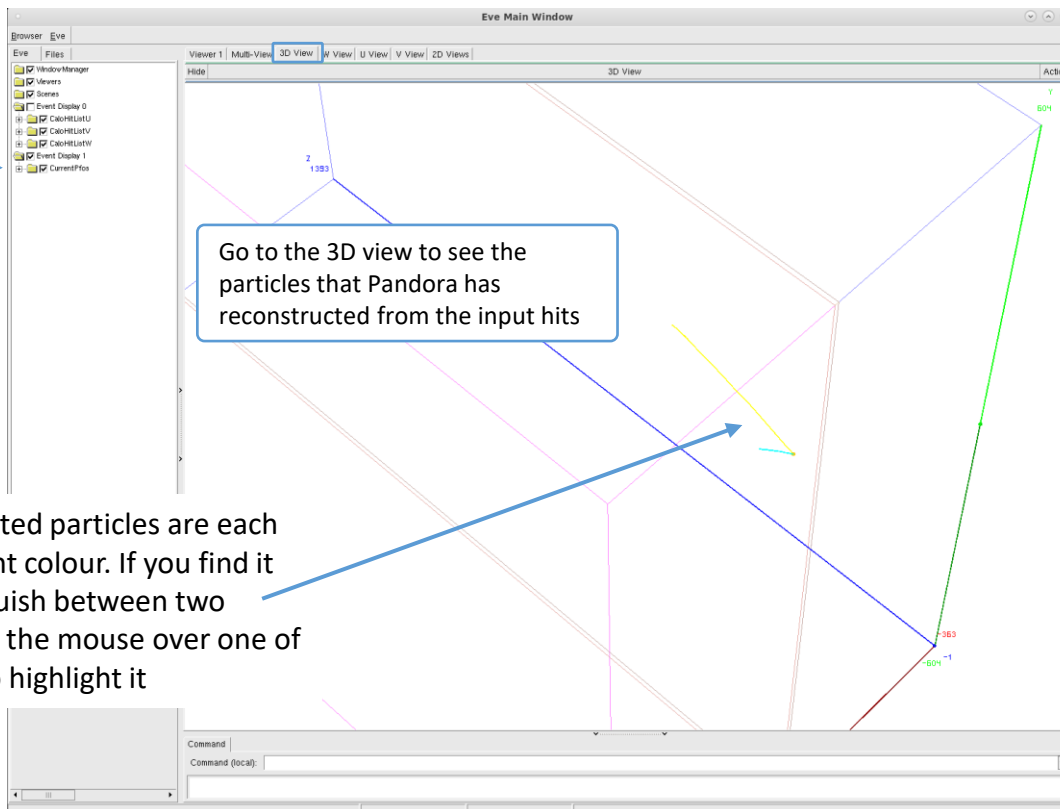 Eve Main Window
Browser Eve
Eve Files
Viewer 1 Multi-View 3D View W View U View V View 2D Views
Hide 3D View Acti
WindowManager
Viewers
Scenes
Event Display 0
CaloHitListU
CaloHitListV
CaloHitListW
Event Display 1
CurrentPfos
Y
604
Z
1393
Go to the 3D view to see the
particles that Pandora has
reconstructed from the input hits
ted particles are each
nt colour. If you find it
uish between two
the mouse over one of
o highlight it
-363
-604 -1
Command
Command (local):